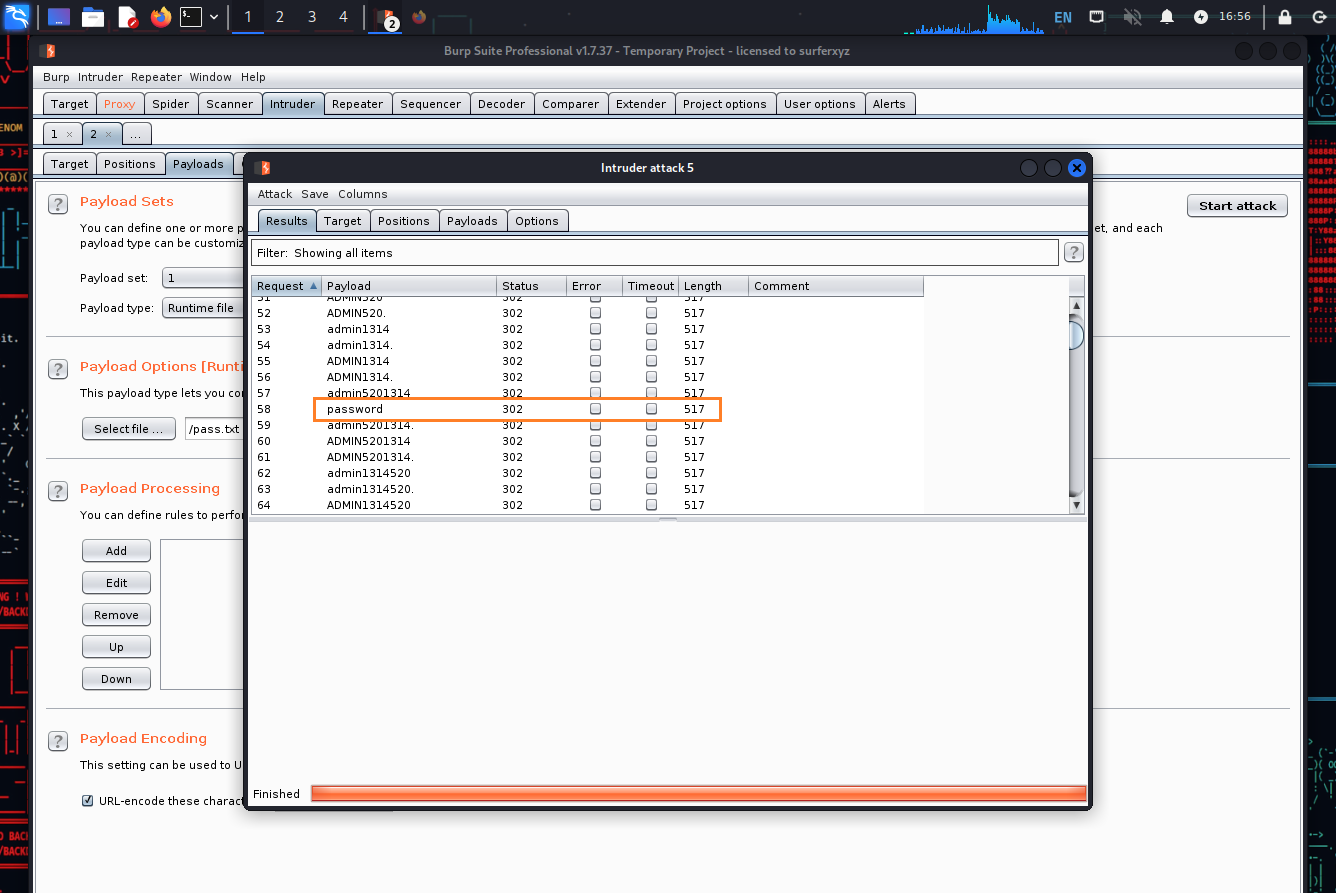 1 2 3 4 2 EN 16:56
Burp Suite Professional v1.7.37 - Temporary Project - licensed to surferxyz
Burp Intruder Repeater Window Help
Target Proxy Spider Scanner Intruder Repeater Sequencer Decoder Comparer Extender Project options User options Alerts
1 × 2 × ...
Target Positions Payloads
Intruder attack 5
Attack Save Columns
Results Target Positions Payloads Options
Filter: Showing all items ?
Request Payload Status Error Timeout Length Comment
51 ADMIN520 302 517
52 ADMIN520. 302 517
53 admin1314 302 517
54 admin1314. 302 517
55 ADMIN1314 302 517
56 ADMIN1314. 302 517
57 admin5201314 302 517
58 password 302 517
59 admin5201314. 302 517
60 ADMIN5201314 302 517
61 ADMIN5201314. 302 517
62 admin1314520 302 517
63 admin1314520. 302 517
64 ADMIN1314520 302 517
Finished
? Payload Sets
Start attack
You can define one or more p
et, and each
payload type can be customiz
Payload set: 1
Payload type: Runtime file
? Payload Options [Runti
This payload type lets you con
Select file ... /pass.txt
? Payload Processing
You can define rules to perfor
Add
Edit
Remove
Up
Down
? Payload Encoding
This setting can be used to U
URL-encode these charact